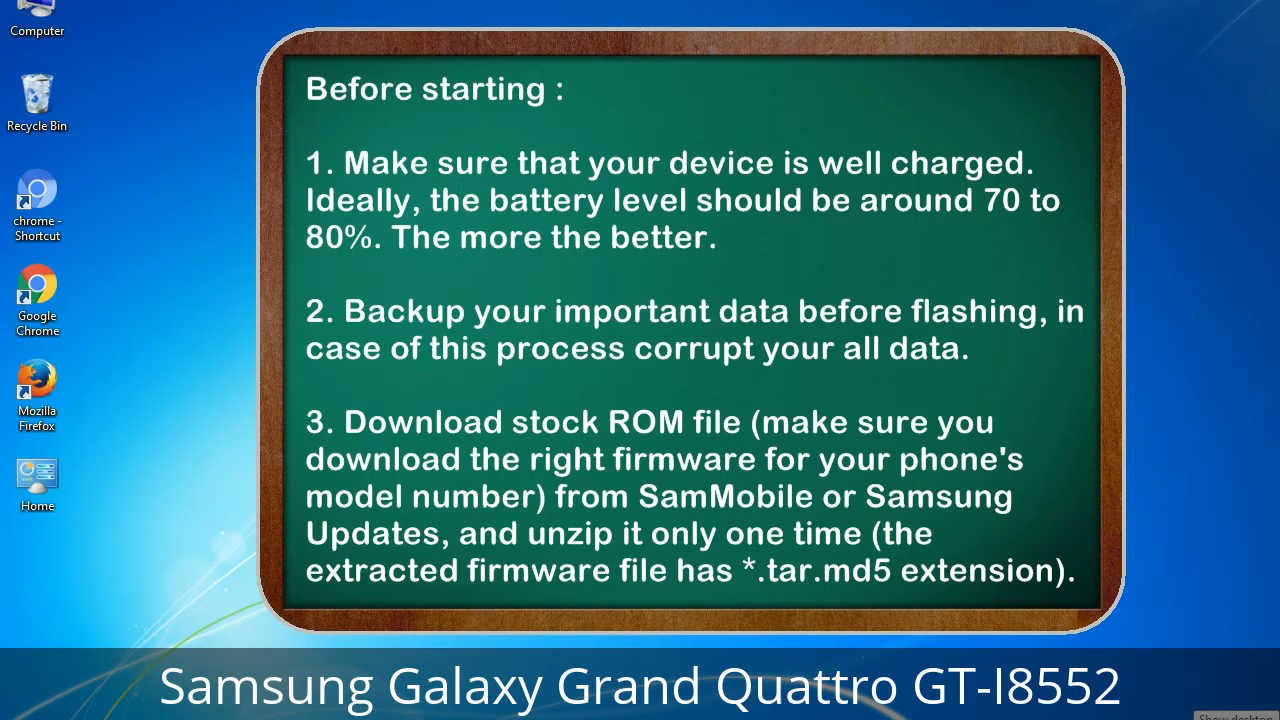 Computer
Recycle Bin
chrome -
Shortcut
Google
Chrome
Mozilla
Firefox
Home
Before starting :
1. Make sure that your device is well charged.
Ideally, the battery level should be around 70 to
80%. The more the better.
2. Backup your important data before flashing, in
case of this process corrupt your all data.
3. Download stock ROM file (make sure you
download the right firmware for your phone's
model number) from SamMobile or Samsung
Updates, and unzip it only one time (the
extracted firmware file has *.tar.md5 extension).
Samsung Galaxy Grand Quattro GT-I8552
Show desktop